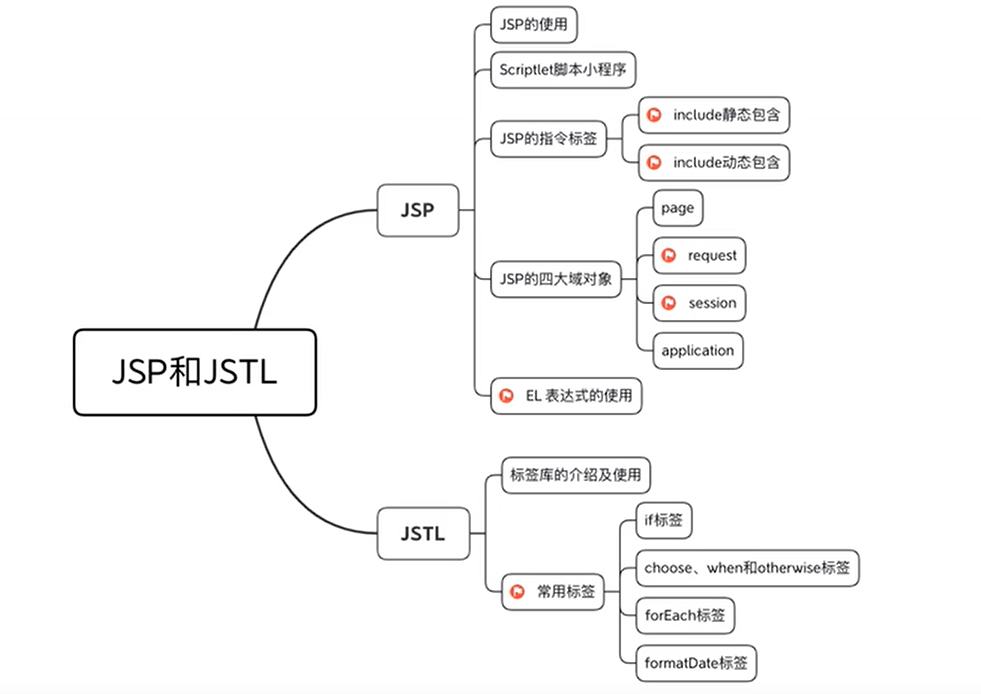 JSP和JSTL
JSP
JSP的使用
Scriptlet脚本小程序
JSP的指令标签
include静态包含
include动态包含
JSP的四大域对象
page
request
session
application
EL 表达式的使用
JSTL
标签库的介绍及使用
常用标签
if标签
choose、when和otherwise标签
forEach标签
formatDate标签